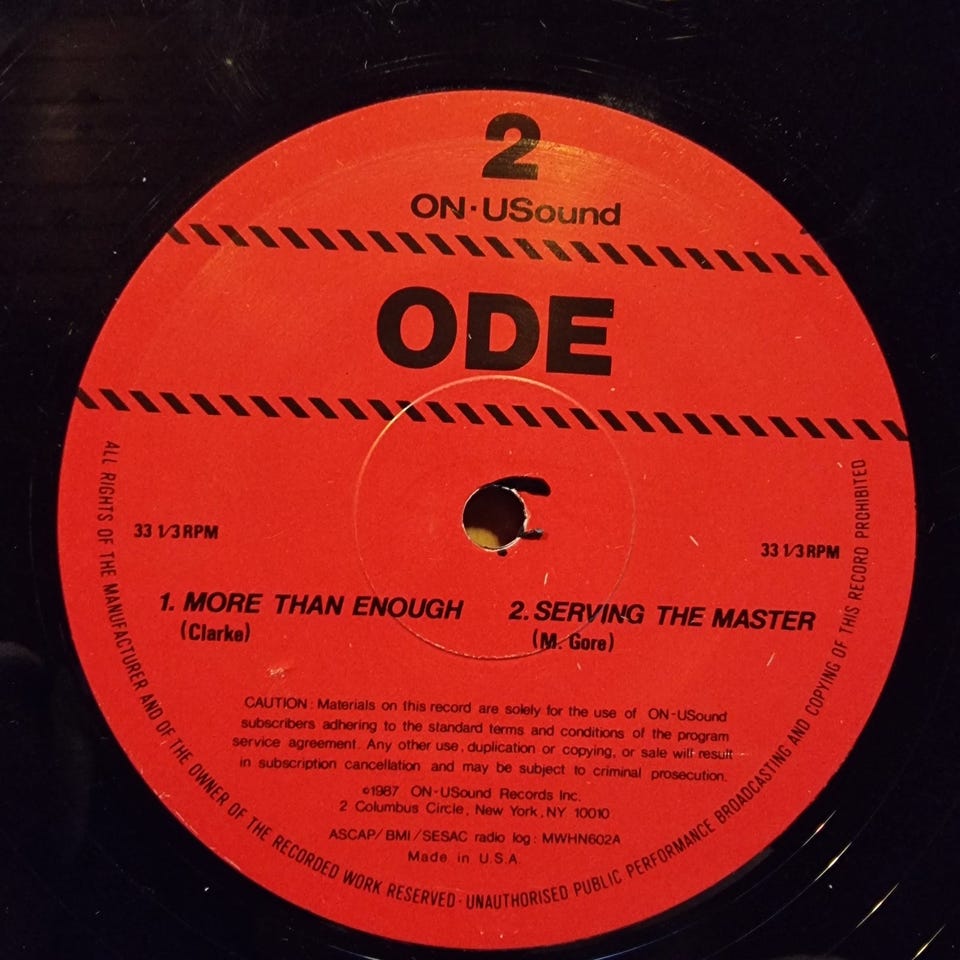 2
ON·USound
ODE
33 1/3 RPM
33 1/3 RPM
1. MORE THAN ENOUGH
(Clarke)
2. SERVING THE MASTER
(M. Gore)
CAUTION: Materials on this record are solely for the use of ON-USound
subscribers adhering to the standard terms and conditions of the program
service agreement. Any other use, duplication or copying, or sale will result
in subscription cancellation and may be subject to criminal prosecution.
©1987 ON-USound Records Inc.
2 Columbus Circle, New York, NY 10010
ASCAP/BMI/SESAC radio log: MWHN602A
Made in U.S.A.
ALL RIGHTS OF THE MANUFACTURER AND OF THE OWNER OF THE RECORDED WORK RESERVED·UNAUTHORISED PUBLIC PERFORMANCE BROADCASTING AND COPYING OF THIS RECORD PROHIBITED